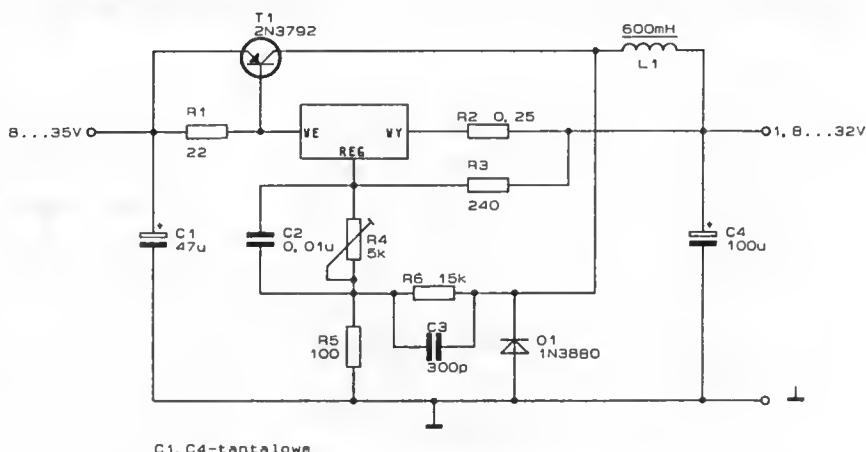 T1
2N3792
600mH
L1
8...35V
R1
22
WE
WY
REG
R2 0,25
1,8...32V
R3
240
C1
47u
+
C2
0,01u
R4
5k
C4
100u
+
R6 15k
R5
100
C3
300p
D1
1N3880
C1,C4-tantalowe